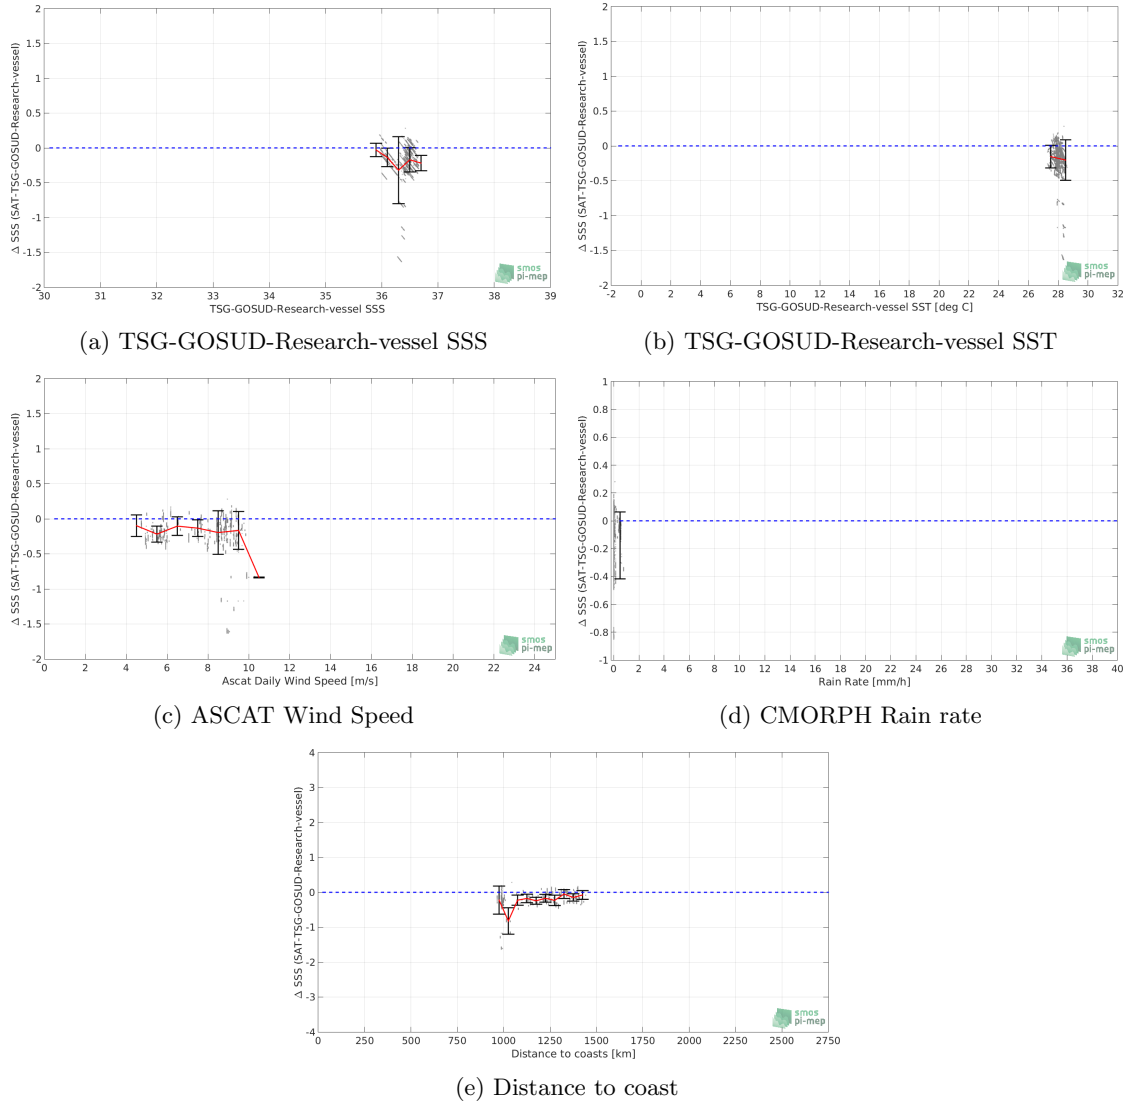 2
1.5
1
0.5
0
-0.5
-1
-1.5
-2
Δ SSS (SAT-TSG-GOSUD-Research-vessel)
30 31 32 33 34 35 36 37 38 39
TSG-GOSUD-Research-vessel SSS
smos
pi-mep
(a) TSG-GOSUD-Research-vessel SSS
2
1.5
1
0.5
0
-0.5
-1
-1.5
-2
Δ SSS (SAT-TSG-GOSUD-Research-vessel)
-2 0 2 4 6 8 10 12 14 16 18 20 22 24 26 28 30 32
TSG-GOSUD-Research-vessel SST [deg C]
smos
pi-mep
(b) TSG-GOSUD-Research-vessel SST
2
1.5
1
0.5
0
-0.5
-1
-1.5
-2
Δ SSS (SAT-TSG-GOSUD-Research-vessel)
0 2 4 6 8 10 12 14 16 18 20 22 24
Ascat Daily Wind Speed [m/s]
smos
pi-mep
(c) ASCAT Wind Speed
1
0.8
0.6
0.4
0.2
0
-0.2
-0.4
-0.6
-0.8
-1
Δ SSS (SAT-TSG-GOSUD-Research-vessel)
0 2 4 6 8 10 12 14 16 18 20 22 24 26 28 30 32 34 36 38 40
Rain Rate [mm/h]
smos
pi-mep
(d) CMORPH Rain rate
4
3
2
1
0
-1
-2
-3
-4
Δ SSS (SAT-TSG-GOSUD-Research-vessel)
0 250 500 750 1000 1250 1500 1750 2000 2250 2500 2750
Distance to coasts [km]
smos
pi-mep
(e) Distance to coast